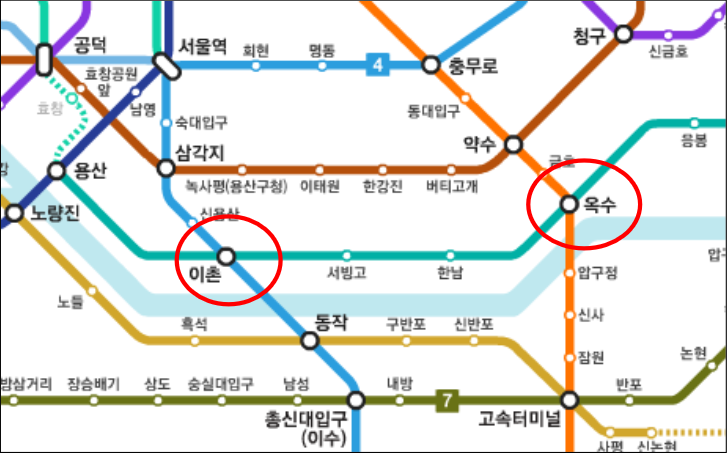 공덕
서울역
회현
명동
4
충무로
청구
신금호
효창공원
앞
효창
남영
숙대입구
동대입구
약수
금호
응봉
용산
삼각지
녹사평(용산구청)
이태원
한강진
버티고개
강
노량진
신용산
옥수
이촌
서빙고
한남
압구정
압구
노들
흑석
동작
구반포
신반포
신사
잠원
논현
방삼거리
장승배기
상도
숭실대입구
남성
내방
7
반포
총신대입구
(이수)
고속터미널
사평
신논현